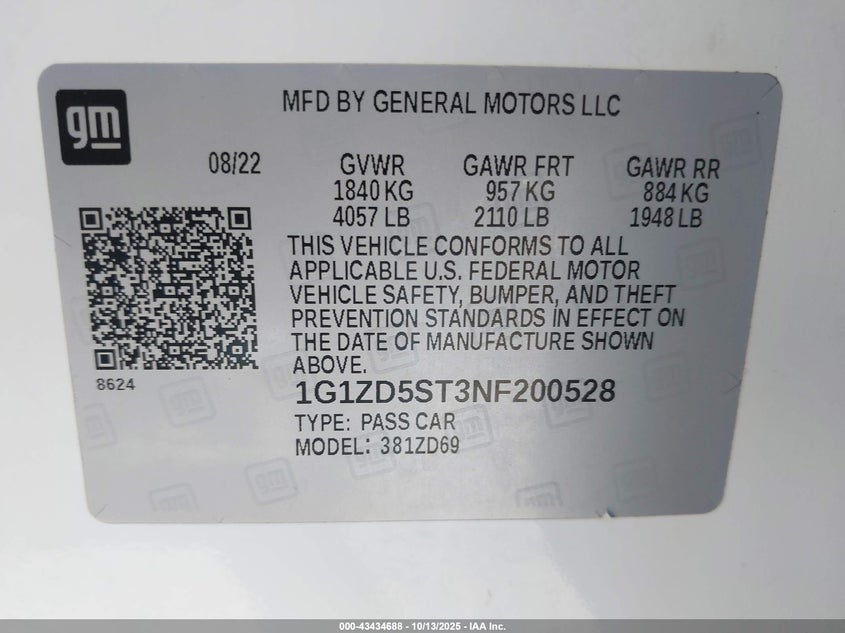 gm
MFD BY GENERAL MOTORS LLC
08/22 GVWR GAWR FRT GAWR RR
1840 KG 957 KG 884 KG
4057 LB 2110 LB 1948 LB
THIS VEHICLE CONFORMS TO ALL
APPLICABLE U.S. FEDERAL MOTOR
VEHICLE SAFETY, BUMPER, AND THEFT
PREVENTION STANDARDS IN EFFECT ON
THE DATE OF MANUFACTURE SHOWN
ABOVE.
8624
1G1ZD5ST3NF200528
TYPE: PASS CAR
MODEL: 381ZD69
000-43434688 - 10/13/2025 - IAA Inc.